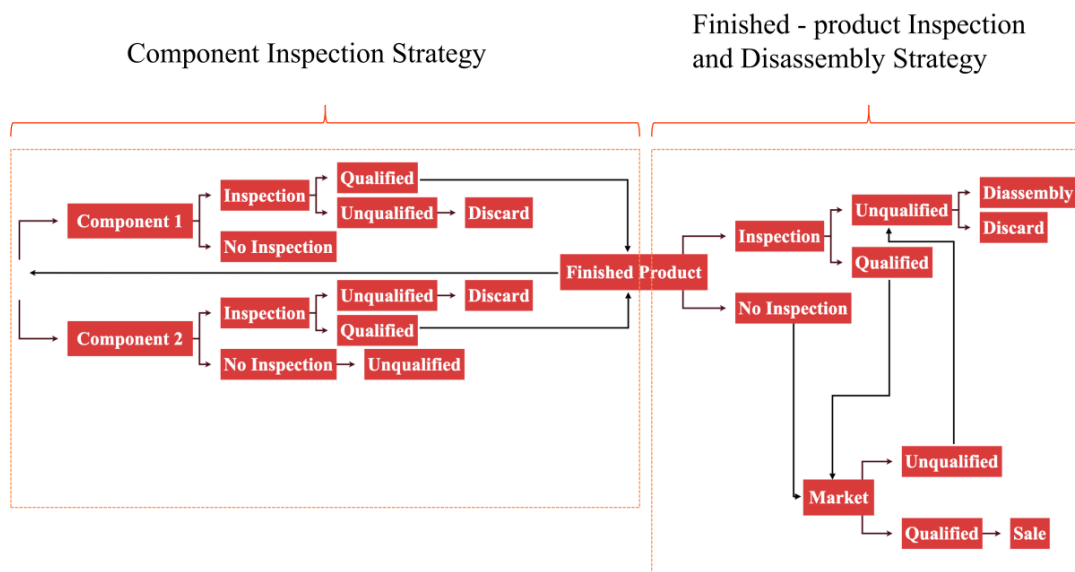 Component Inspection Strategy
Finished - product Inspection
and Disassembly Strategy
Component 1
Inspection
Qualified
Unqualified
Discard
No Inspection
Finished Product
Component 2
Inspection
Unqualified
Discard
Qualified
No Inspection
Unqualified
Inspection
Unqualified
Diassembly
Discard
Qualified
No Inspection
Market
Unqualified
Qualified
Sale